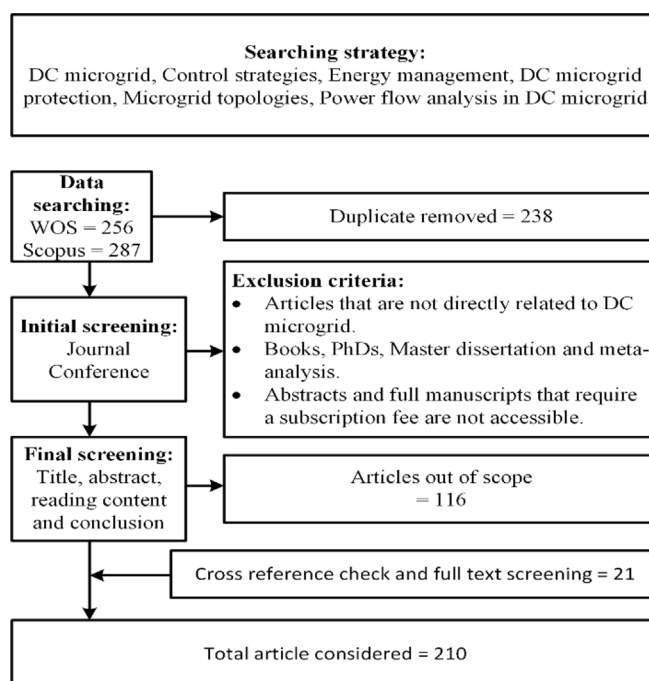 Searching strategy:
DC microgrid, Control strategies, Energy management, DC microgrid
protection, Microgrid topologies, Power flow analysis in DC microgrid
Data
searching:
WOS = 256
Scopus = 287
Duplicate removed = 238
Initial screening:
Journal
Conference
Exclusion criteria:
• Articles that are not directly related to DC
microgrid.
• Books, PhDs, Master dissertation and meta-
analysis.
• Abstracts and full manuscripts that require
a subscription fee are not accessible.
Final screening:
Title, abstract,
reading content
and conclusion
Articles out of scope
= 116
Cross reference check and full text screening = 21
Total article considered = 210